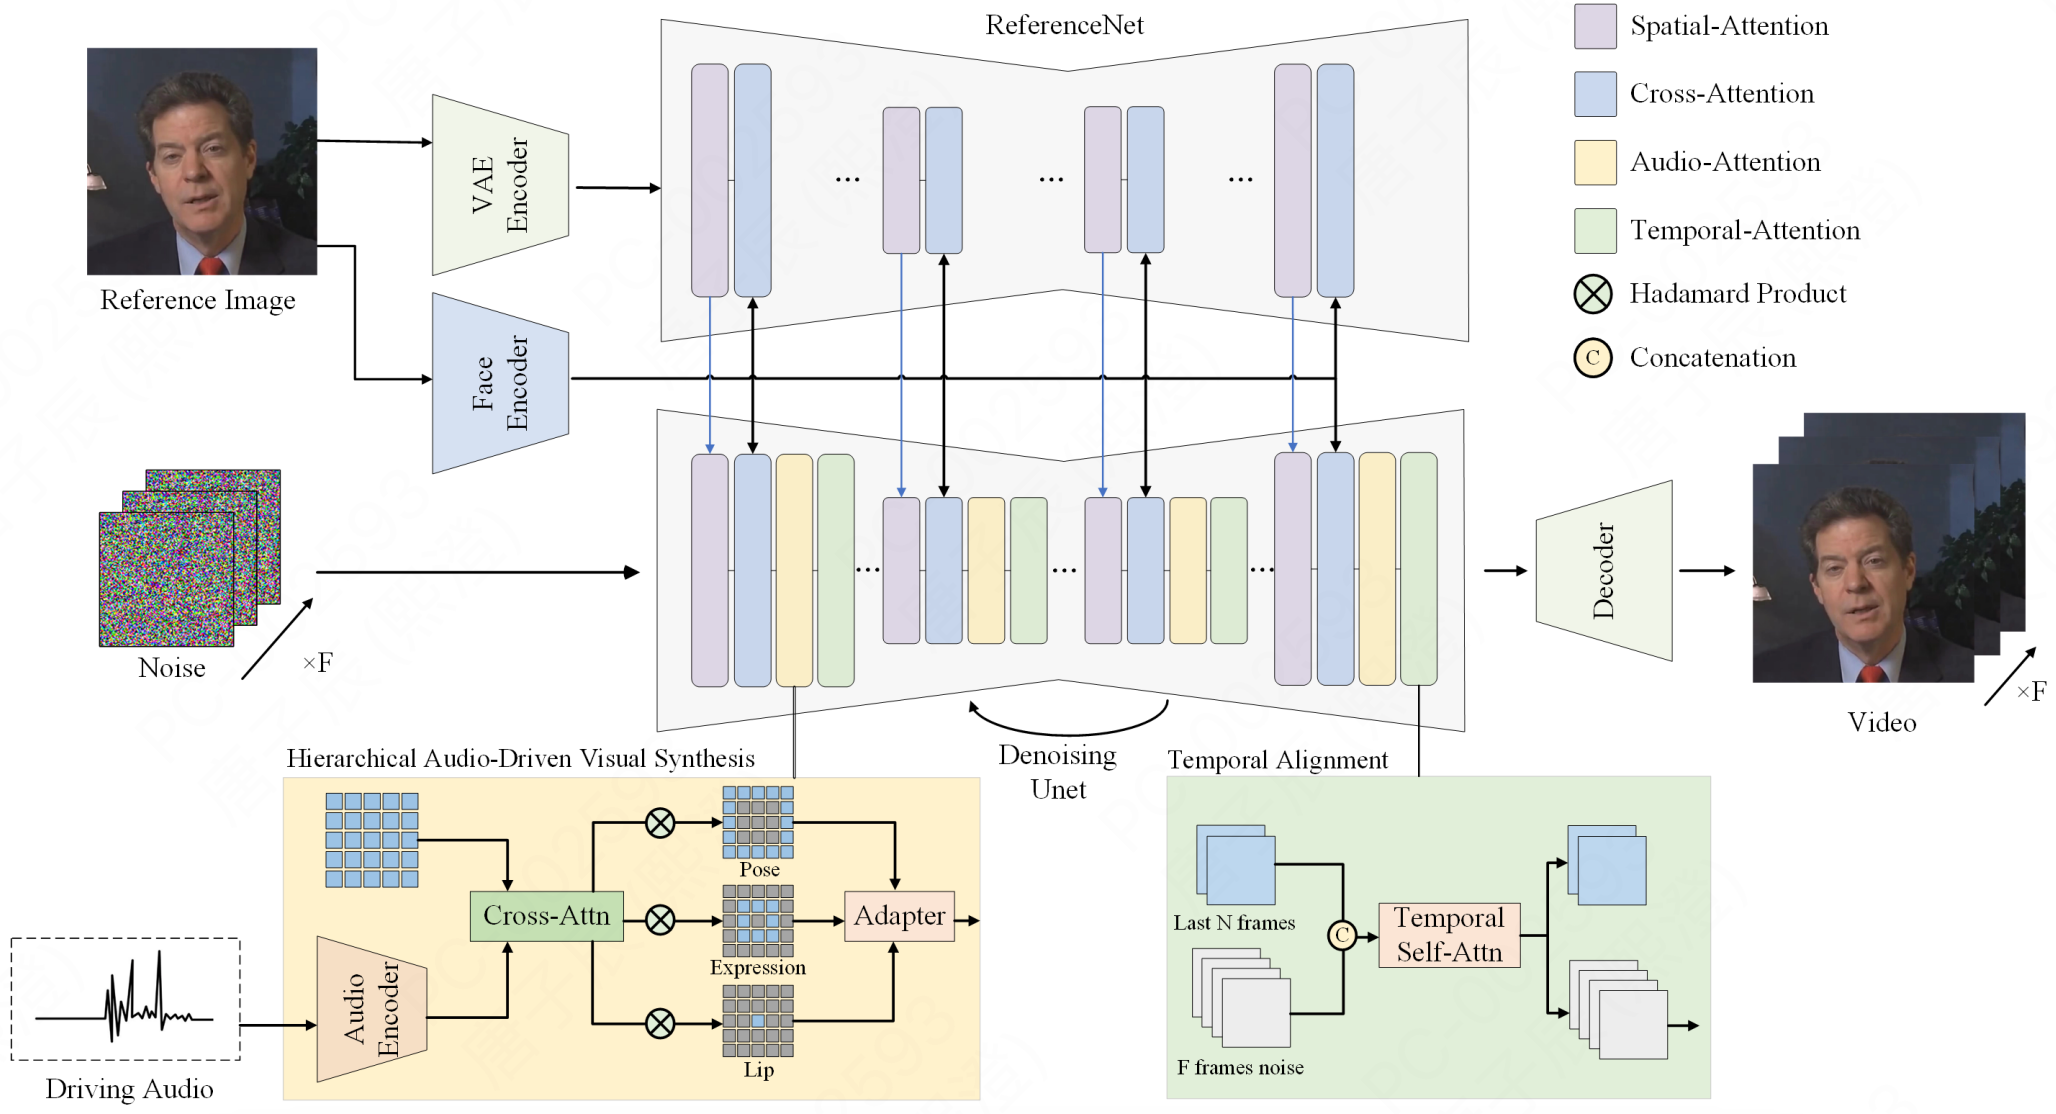 ReferenceNet
Spatial-Attention
Cross-Attention
Audio-Attention
Temporal-Attention
Hadamard Product
C
Concatenation
VAE
Encoder
Reference Image
Face
Encoder
...
...
...
Noise
×F
...
...
...
Decoder
Video
×F
Denoising
Unet
Hierarchical Audio-Driven Visual Synthesis
Pose
Cross-Attn
Adapter
Expression
Audio
Encoder
Lip
Driving Audio
Temporal Alignment
Last N frames
C
Temporal
Self-Attn
F frames noise